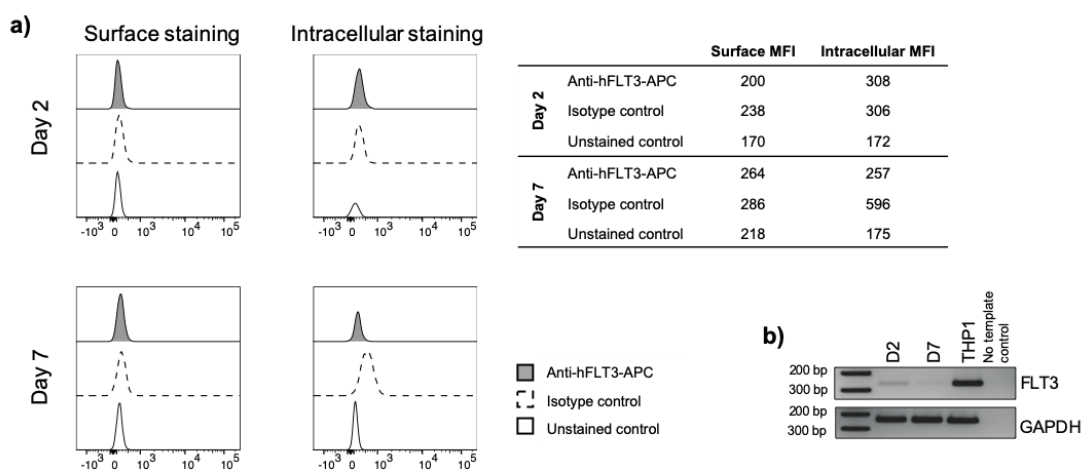 a)
Surface staining
Intracellular staining
Day 2
-10³ 0 10³ 10⁴ 10⁵
-10³ 0 10³ 10⁴ 10⁵
Day 7
-10³ 0 10³ 10⁴ 10⁵
-10³ 0 10³ 10⁴ 10⁵
Surface MFI Intracellular MFI
Day 2
Anti-hFLT3-APC 200 308
Isotype control 238 306
Unstained control 170 172
Day 7
Anti-hFLT3-APC 264 257
Isotype control 286 596
Unstained control 218 175
Anti-hFLT3-APC
Isotype control
Unstained control
b)
D2 D7 THP1 No template control
200 bp
300 bp
FLT3
200 bp
300 bp
GAPDH